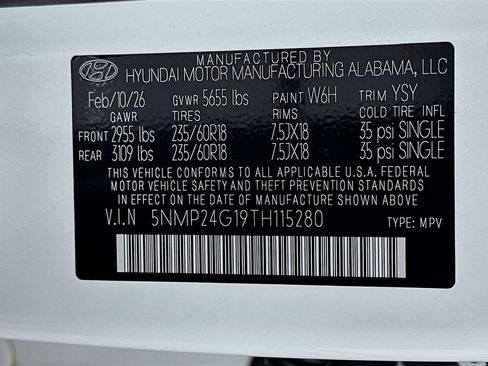 MANUFACTURED BY
HYUNDAI MOTOR MANUFACTURING ALABAMA, LLC
Feb/10/26 GVWR 5655 lbs PAINT W6H TRIM YSY
GAWR TIRES RIMS COLD TIRE INFL
FRONT 2955 lbs 235/60R18 7.5JX18 35 psi SINGLE
REAR 3109 lbs 235/60R18 7.5JX18 35 psi SINGLE
THIS VEHICLE CONFORMS TO ALL APPLICABLE U.S.A. FEDERAL
MOTOR VEHICLE SAFETY AND THEFT PREVENTION STANDARDS
IN EFFECT ON THE DATE OF MANUFACTURE SHOWN ABOVE.
V.I.N 5NMP24G19TH115280 TYPE: MPV